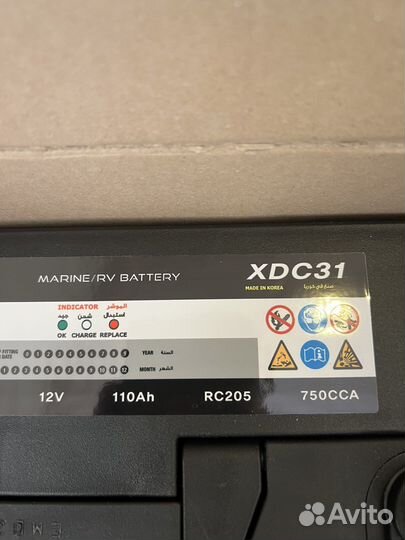 MARINE/RV BATTERY
XDC31
MADE IN KOREA صنع في كوريا
INDICATOR المؤشر
جيد شحن استبدال
OK CHARGE REPLACE
FITTING DATE
0 1 2 3 4 5 6 7 8 9 YEAR السنة
1 2 3 4 5 6 7 8 9 10 11 12 MONTH الشهر
12V 110Ah RC205 750CCA
Avito